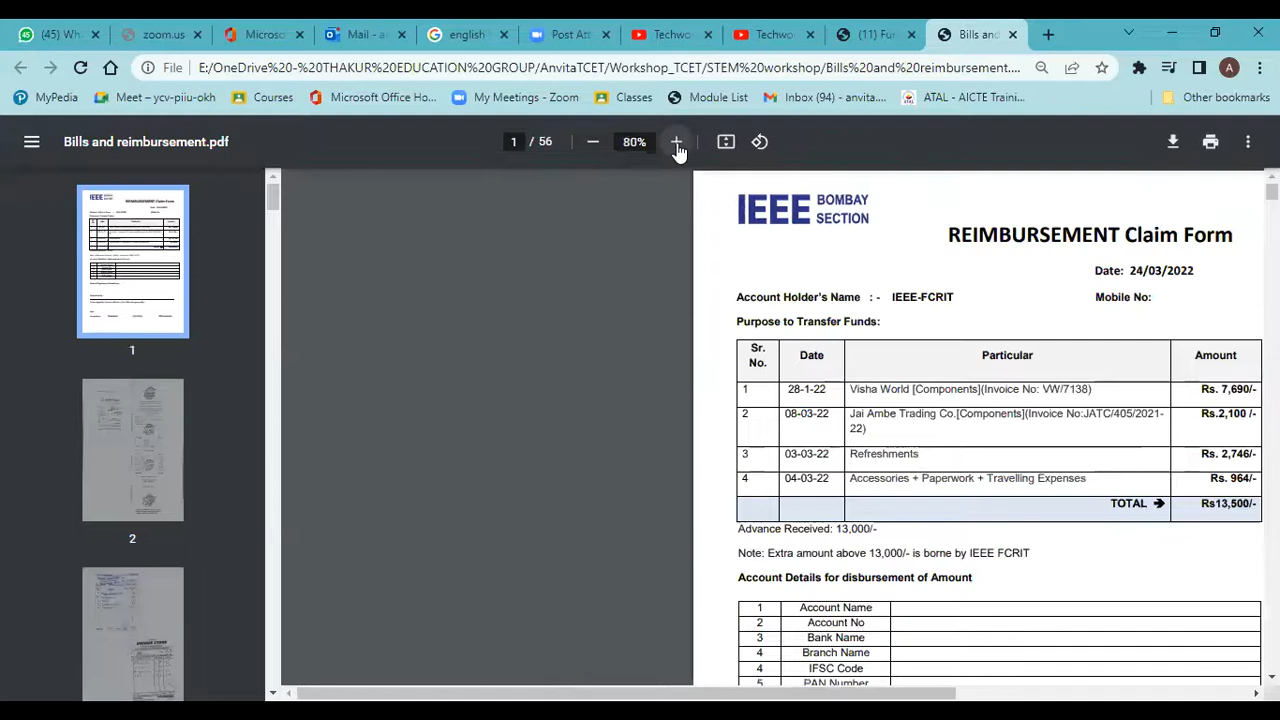 (45) Wh
zoom.us
Microso
Mail - a
english
Post Att
Techwo
Techwo
(11) Fu
Bills and
File
E:/OneDrive%20-%20THAKUR%20EDUCATION%20GROUP/AnvitaTCET/Workshop_TCET/STEM%20workshop/Bills%20and%20reimbursement....
A
MyPedia
Meet – ycv-piiu-okh
Courses
Microsoft Office Ho...
My Meetings - Zoom
Classes
Module List
Inbox (94) - anvita....
ATAL - AICTE Traini...
Other bookmarks
Bills and reimbursement.pdf
1 / 56
80%
1
2
IEEE BOMBAY SECTION
REIMBURSEMENT Claim Form
Date: 24/03/2022
Account Holder's Name : - IEEE-FCRIT
Mobile No:
Purpose to Transfer Funds:
Sr. No. Date Particular Amount
1 28-1-22 Visha World [Components](Invoice No: VW/7138) Rs. 7,690/-
2 08-03-22 Jai Ambe Trading Co.[Components](Invoice No:JATC/405/2021-
22) Rs.2,100 /-
3 03-03-22 Refreshments Rs. 2,746/-
4 04-03-22 Accessories + Paperwork + Travelling Expenses Rs. 964/-
TOTAL ➔ Rs13,500/-
Advance Received: 13,000/-
Note: Extra amount above 13,000/- is borne by IEEE FCRIT
Account Details for disbursement of Amount
1 Account Name
2 Account No
3 Bank Name
4 Branch Name
4 IFSC Code
5 PAN Number